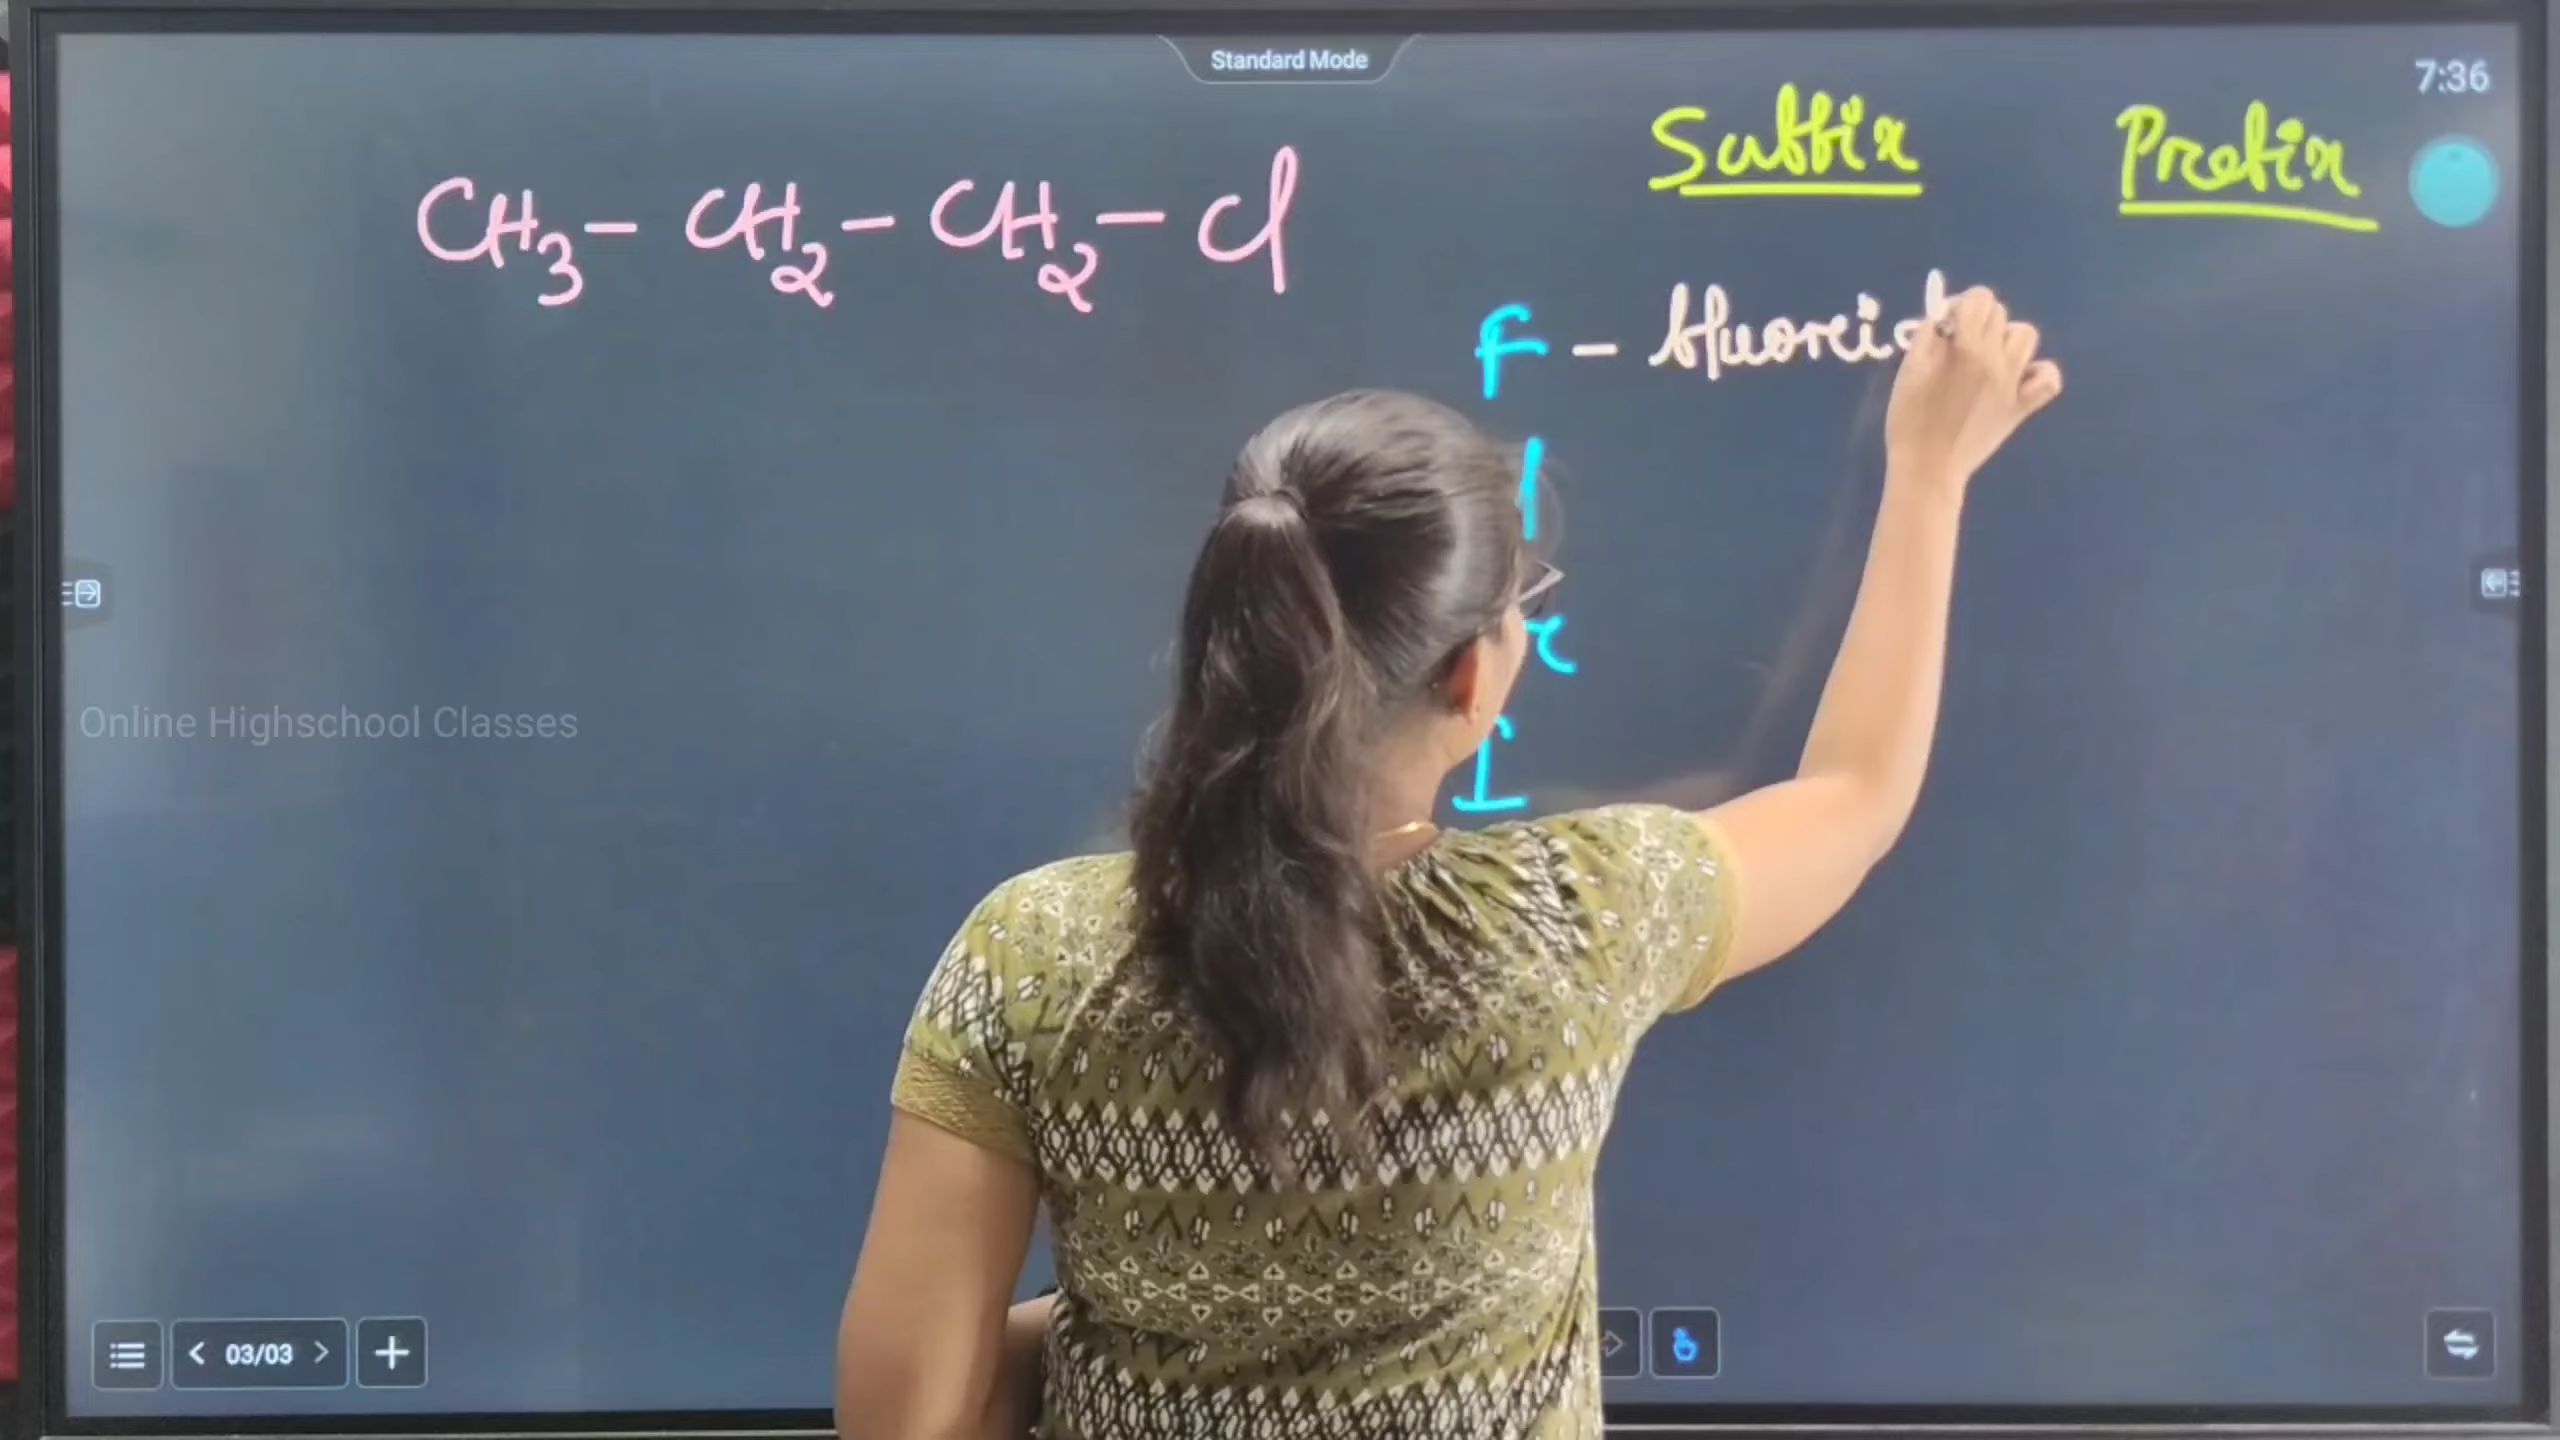 Standard Mode
7:36
Suffix Prefix
CH3 - CH2 - CH2 - Cl
F - fluorid
l
r
I
Online Highschool Classes
03/03